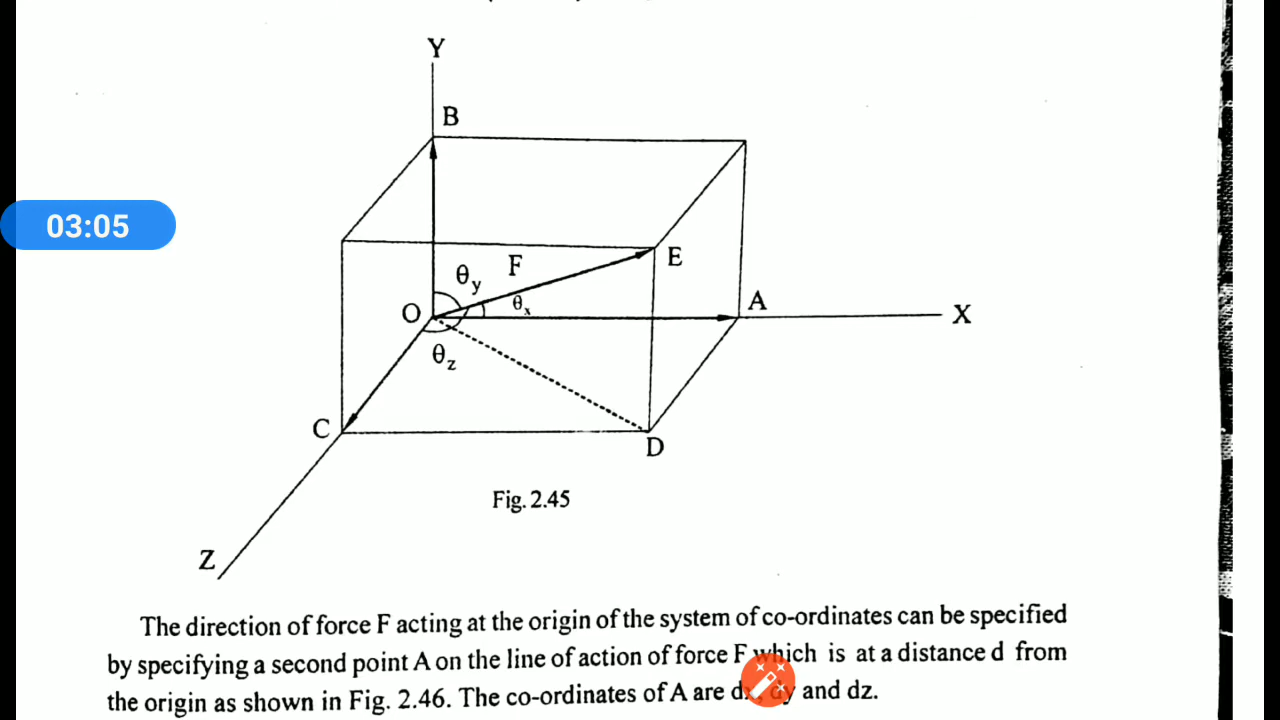 Y
B
03:05
E
F
θy
θx
A
O
X
θz
C
D
Fig. 2.45
Z
The direction of force F acting at the origin of the system of co-ordinates can be specified
by specifying a second point A on the line of action of force F which is at a distance d from
the origin as shown in Fig. 2.46. The co-ordinates of A are dx, dy and dz.